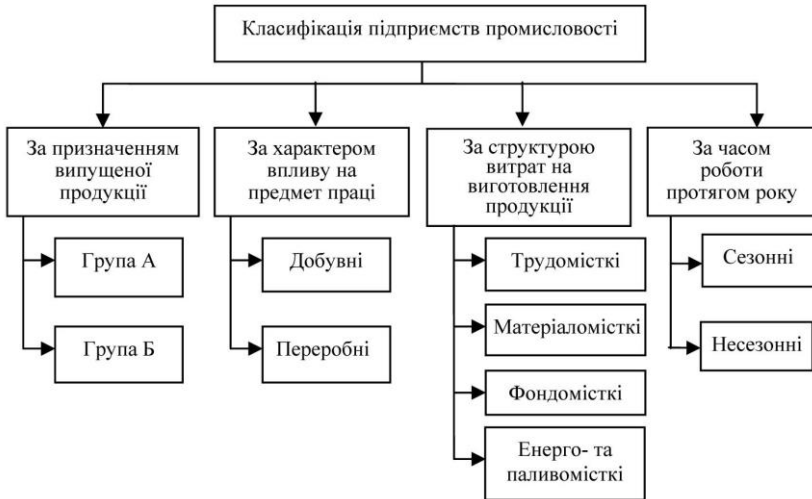 Класифікація підприємств промисловості
За призначенням
випущеної
продукції
За характером
впливу на
предмет праці
За структурою
витрат на
виготовлення
продукції
За часом
роботи
протягом року
Група А
Добувні
Трудомісткі
Сезонні
Група Б
Переробні
Матеріаломісткі
Несезонні
Фондомісткі
Енерго- та
паливомісткі